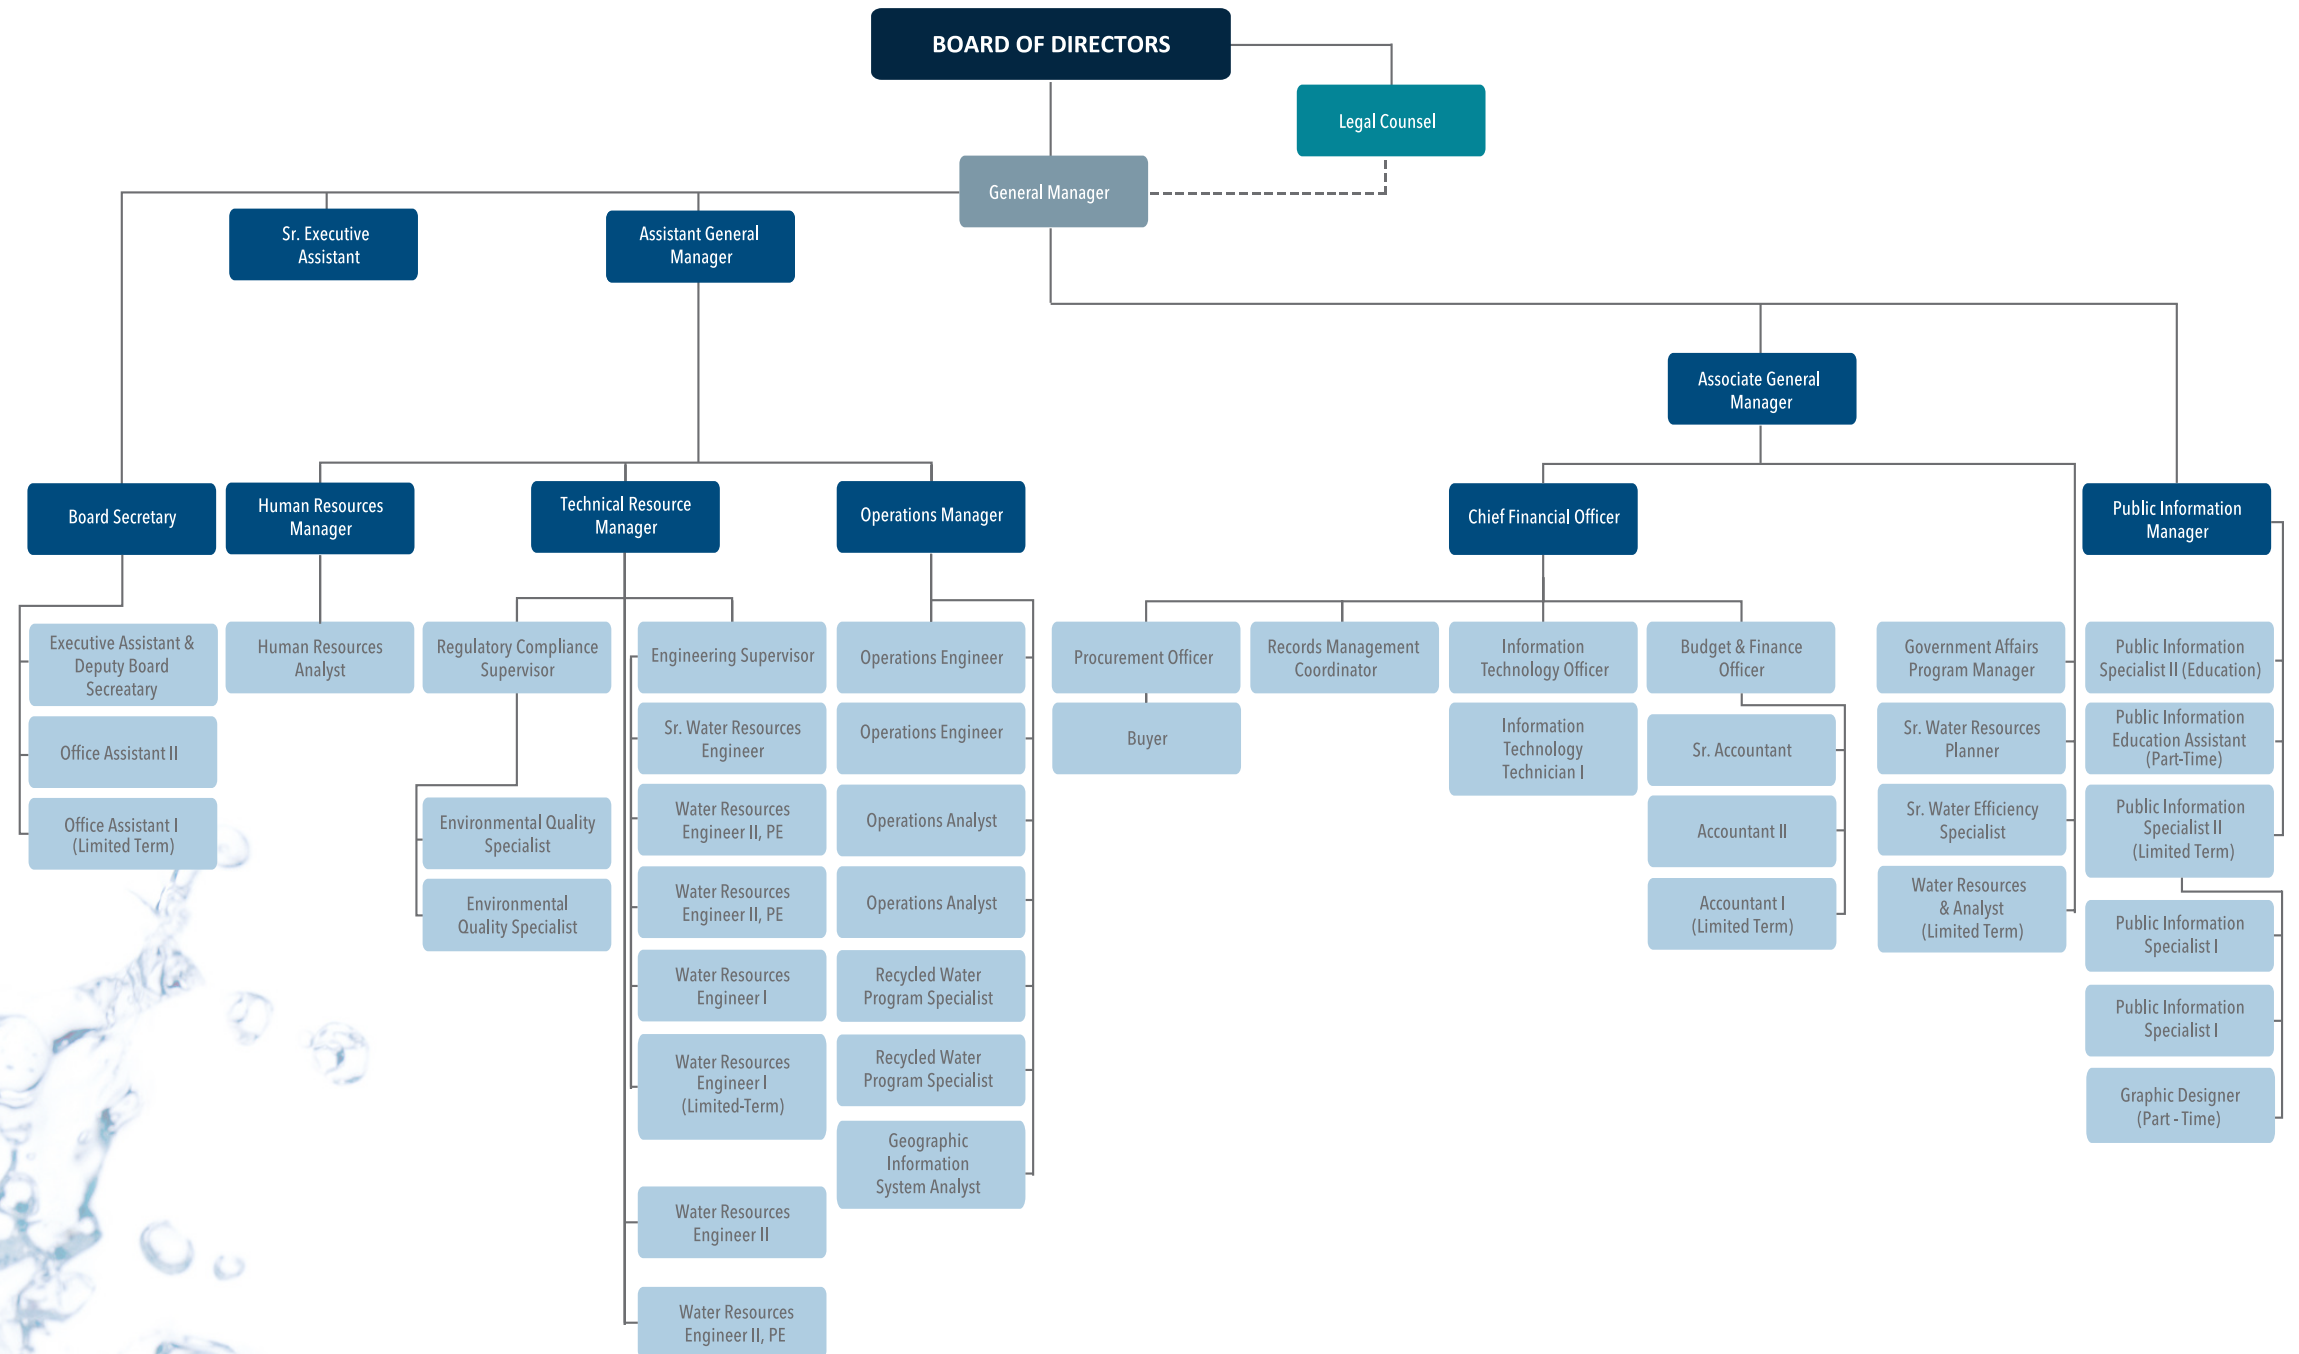 BOARD OF DIRECTORS
Legal Counsel
General Manager
Sr. Executive
Assistant
Assistant General
Manager
Associate General
Manager
Board Secretary
Human Resources
Manager
Technical Resource
Manager
Operations Manager
Chief Financial Officer
Public Information
Manager
Executive Assistant &
Deputy Board
Secreatary
Office Assistant II
Office Assistant I
(Limited Term)
Human Resources
Analyst
Regulatory Compliance
Supervisor
Environmental Quality
Specialist
Environmental
Quality Specialist
Engineering Supervisor
Sr. Water Resources
Engineer
Water Resources
Engineer II, PE
Water Resources
Engineer II, PE
Water Resources
Engineer I
Water Resources
Engineer I
(Limited-Term)
Water Resources
Engineer II
Water Resources
Engineer II, PE
Operations Engineer
Operations Engineer
Operations Analyst
Operations Analyst
Recycled Water
Program Specialist
Recycled Water
Program Specialist
Geographic
Information
System Analyst
Procurement Officer
Buyer
Records Management
Coordinator
Information
Technology Officer
Information
Technology
Technician I
Budget & Finance
Officer
Sr. Accountant
Accountant II
Accountant I
(Limited Term)
Government Affairs
Program Manager
Sr. Water Resources
Planner
Sr. Water Efficiency
Specialist
Water Resources
& Analyst
(Limited Term)
Public Information
Specialist II (Education)
Public Information
Education Assistant
(Part-Time)
Public Information
Specialist II
(Limited Term)
Public Information
Specialist I
Public Information
Specialist I
Graphic Designer
(Part - Time)